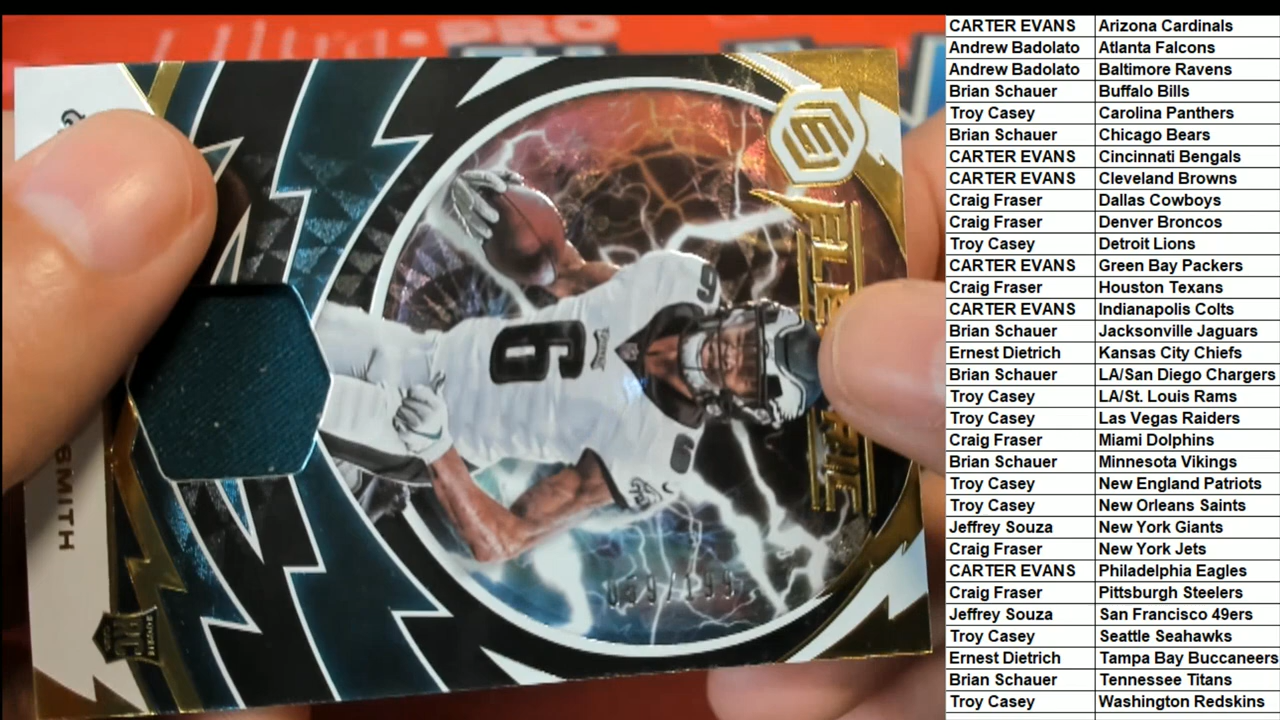 Ultra•PRO
ELECTRIC
6
6
9
SMITH
059/199
RC
CARTER EVANS Arizona Cardinals
Andrew Badolato Atlanta Falcons
Andrew Badolato Baltimore Ravens
Brian Schauer Buffalo Bills
Troy Casey Carolina Panthers
Brian Schauer Chicago Bears
CARTER EVANS Cincinnati Bengals
CARTER EVANS Cleveland Browns
Craig Fraser Dallas Cowboys
Craig Fraser Denver Broncos
Troy Casey Detroit Lions
CARTER EVANS Green Bay Packers
Craig Fraser Houston Texans
CARTER EVANS Indianapolis Colts
Brian Schauer Jacksonville Jaguars
Ernest Dietrich Kansas City Chiefs
Brian Schauer LA/San Diego Chargers
Troy Casey LA/St. Louis Rams
Troy Casey Las Vegas Raiders
Craig Fraser Miami Dolphins
Brian Schauer Minnesota Vikings
Troy Casey New England Patriots
Troy Casey New Orleans Saints
Jeffrey Souza New York Giants
Craig Fraser New York Jets
CARTER EVANS Philadelphia Eagles
Craig Fraser Pittsburgh Steelers
Jeffrey Souza San Francisco 49ers
Troy Casey Seattle Seahawks
Ernest Dietrich Tampa Bay Buccaneers
Brian Schauer Tennessee Titans
Troy Casey Washington Redskins